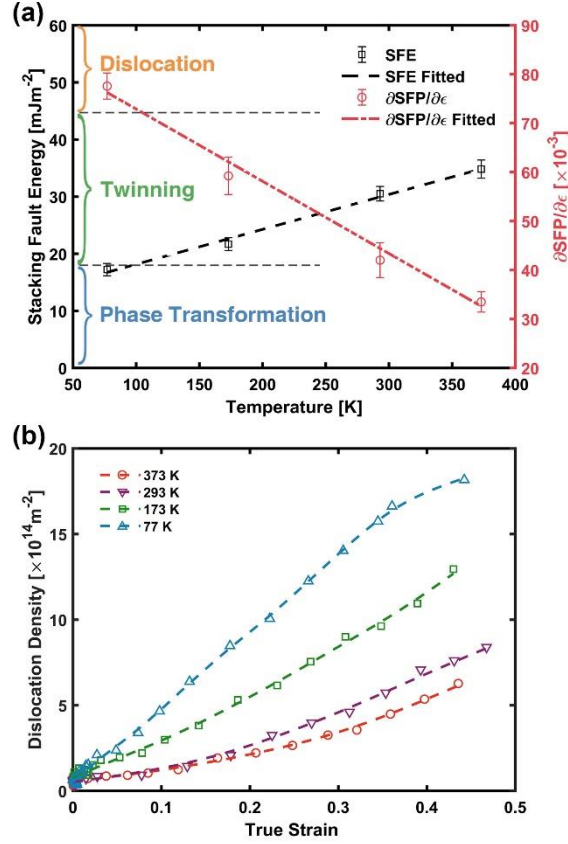 (a)
60
50
40
30
20
10
0
Stacking Fault Energy [mJm⁻²]
Dislocation
Twinning
Phase Transformation
SFE
SFE Fitted
∂SFP/∂ϵ
∂SFP/∂ϵ Fitted
90
80
70
60
50
40
30
20
∂SFP/∂ϵ [×10⁻³]
50 100 150 200 250 300 350 400
Temperature [K]
(b)
20
15
10
5
0
Dislocation Density [×10¹⁴m⁻²]
373 K
293 K
173 K
77 K
0 0.1 0.2 0.3 0.4 0.5
True Strain